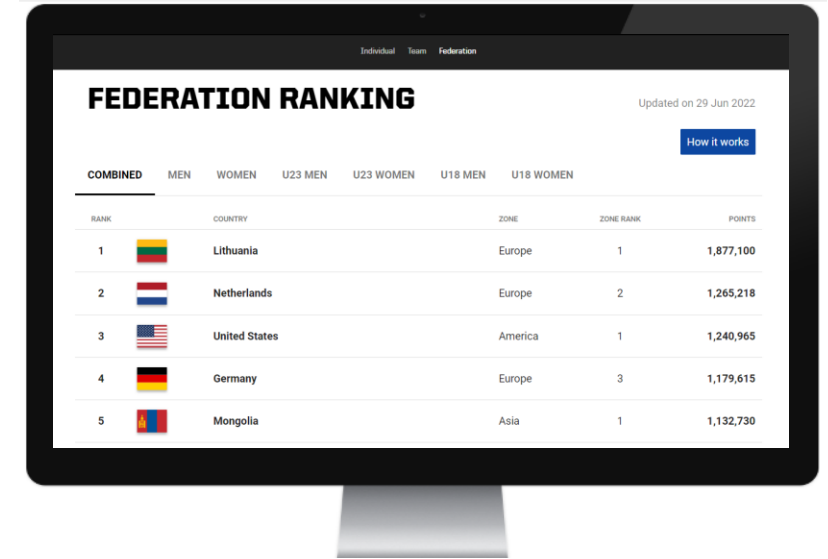 Individual Team Federation
FEDERATION RANKING
Updated on 29 Jun 2022
How it works
COMBINED MEN WOMEN U23 MEN U23 WOMEN U18 MEN U18 WOMEN
RANK COUNTRY ZONE ZONE RANK POINTS
1 Lithuania Europe 1 1,877,100
2 Netherlands Europe 2 1,265,218
3 United States America 1 1,240,965
4 Germany Europe 3 1,179,615
5 Mongolia Asia 1 1,132,730